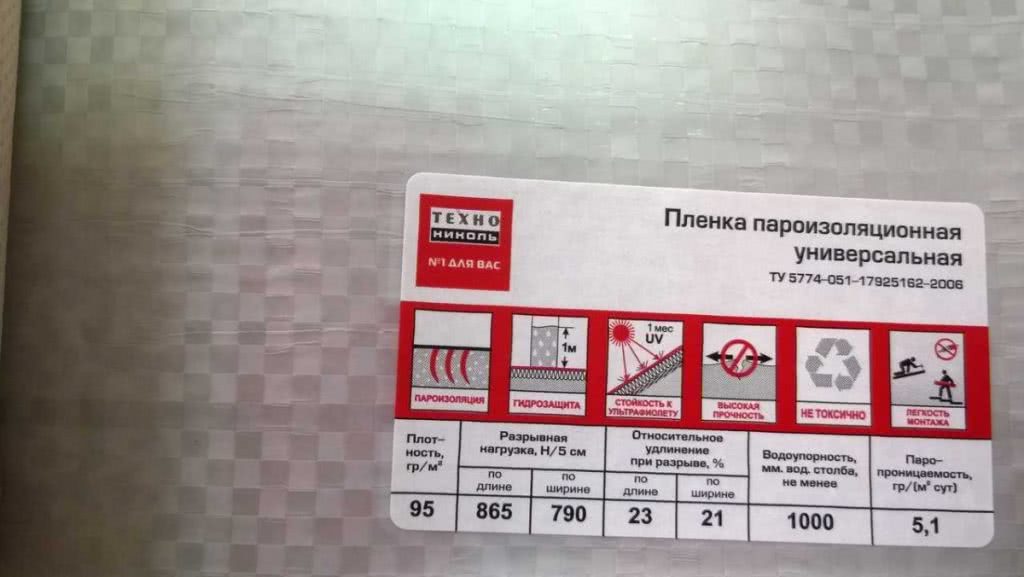 ТЕХНО
НИКОЛЬ
№1 ДЛЯ ВАС
Пленка пароизоляционная
универсальная
ТУ 5774-051-17925162-2006
ПАРОИЗОЛЯЦИЯ
1м
ГИДРОЗАЩИТА
1 мес
UV
СТОЙКОСТЬ К
УЛЬТРАФИОЛЕТУ
ВЫСОКАЯ
ПРОЧНОСТЬ
НЕ ТОКСИЧНО
ЛЕГКОСТЬ
МОНТАЖА
Плот-
ность,
гр/м²
Разрывная
нагрузка, Н/5 см
по
длине
по
ширине
Относительное
удлинение
при разрыве, %
по
длине
по
ширине
Водоупорность,
мм. вод. столба,
не менее
Паро-
проницаемость,
гр/(м² сут)
95
865
790
23
21
1000
5,1